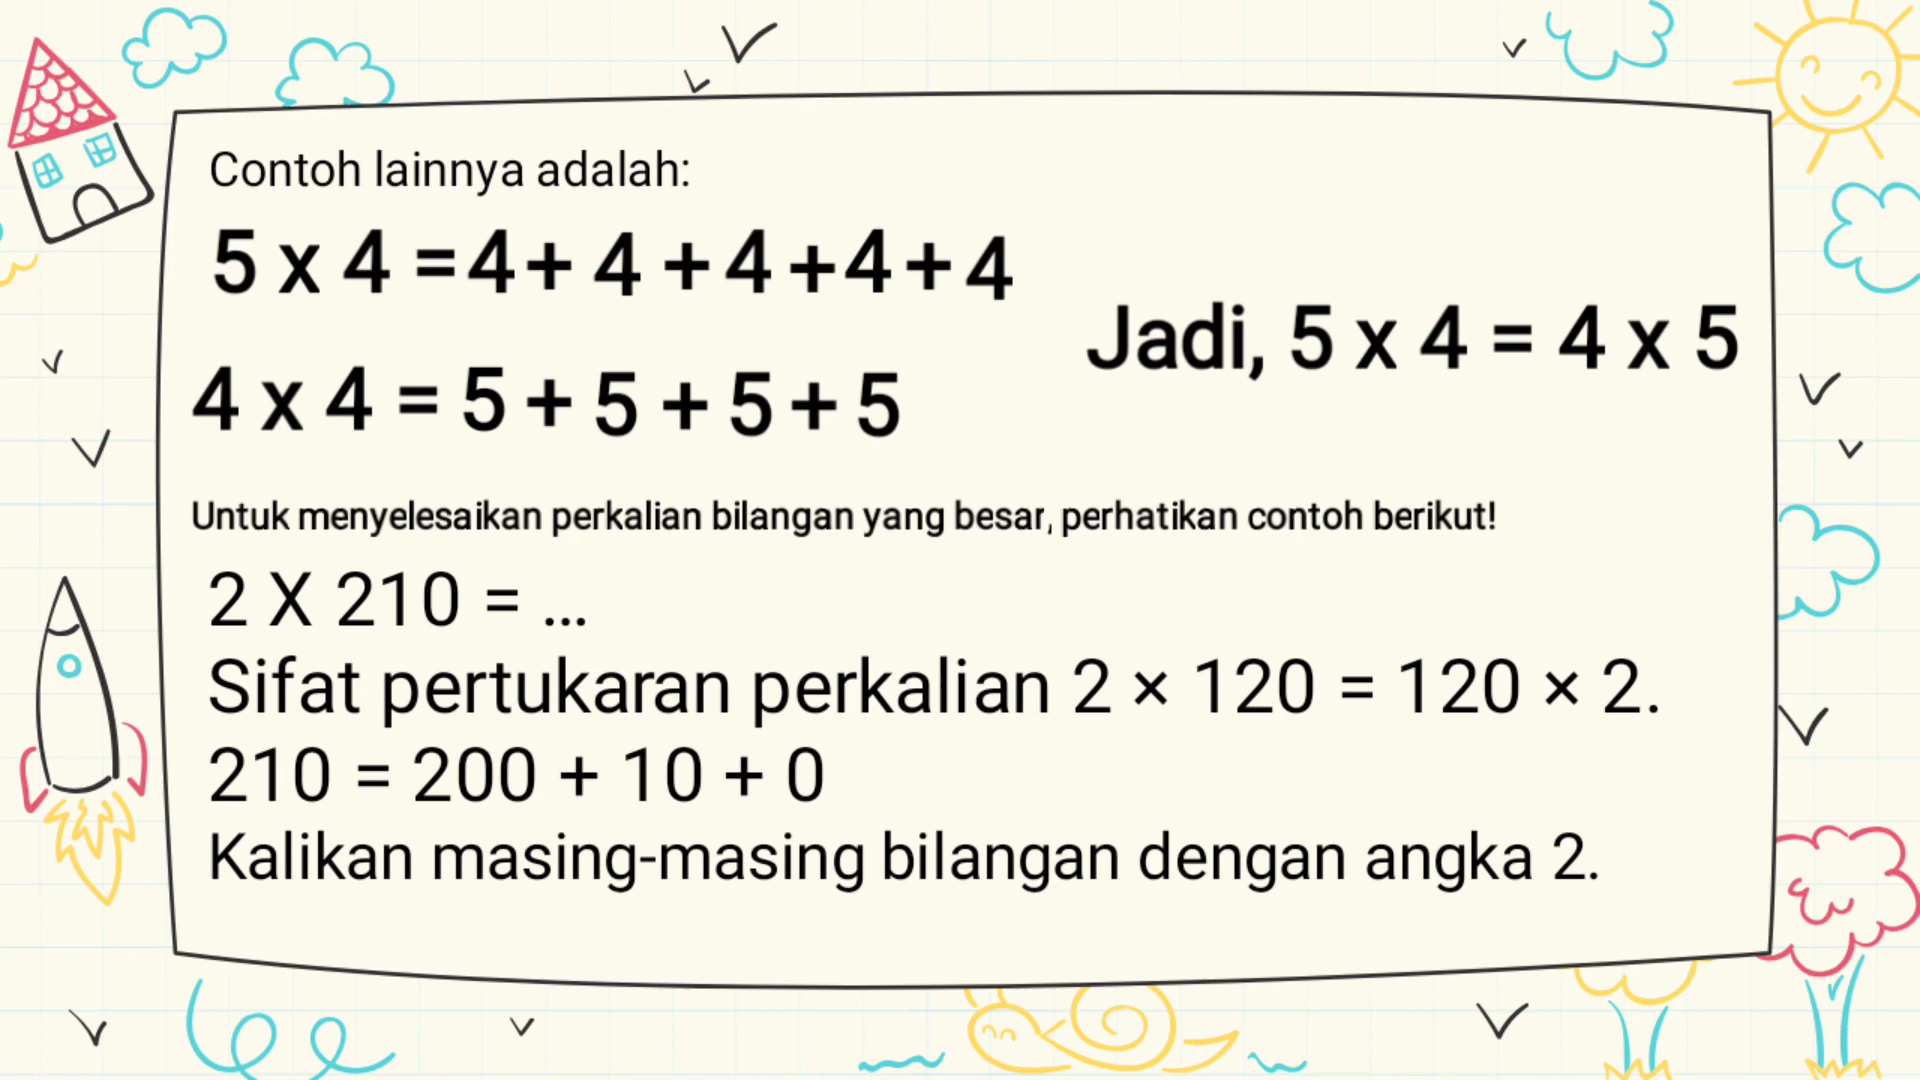 Contoh lainnya adalah:
5 x 4 = 4 + 4 + 4 + 4 + 4
4 x 4 = 5 + 5 + 5 + 5
Jadi, 5 x 4 = 4 x 5
Untuk menyelesaikan perkalian bilangan yang besar, perhatikan contoh berikut!
2 X 210 = ...
Sifat pertukaran perkalian 2 × 120 = 120 × 2.
210 = 200 + 10 + 0
Kalikan masing-masing bilangan dengan angka 2.